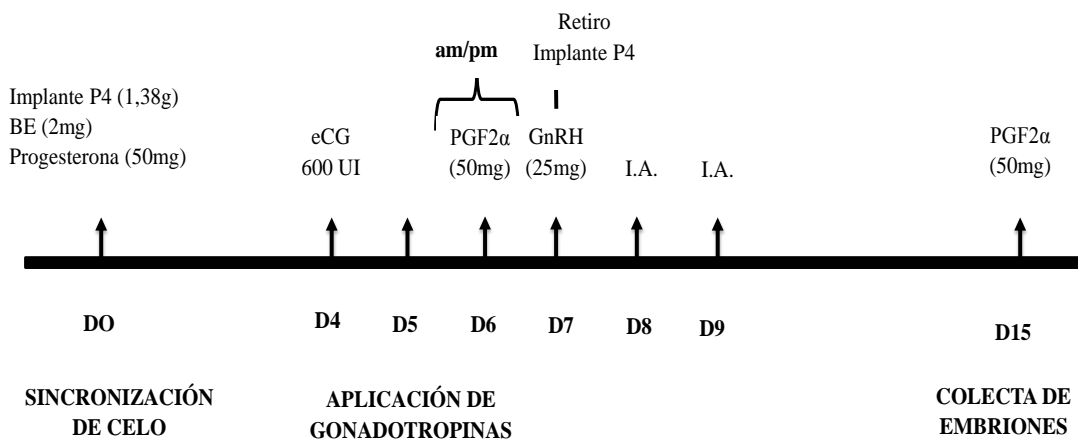 Retiro
Implante P4
am/pm
Implante P4 (1,38g)
BE (2mg)
Progesterona (50mg)
eCG
600 UI
PGF2α
(50mg)
GnRH
(25mg)
I.A.
I.A.
PGF2α
(50mg)
DO
D4
D5
D6
D7
D8
D9
D15
SINCRONIZACIÓN
DE CELO
APLICACIÓN DE
GONADOTROPINAS
COLECTA DE
EMBRIONES